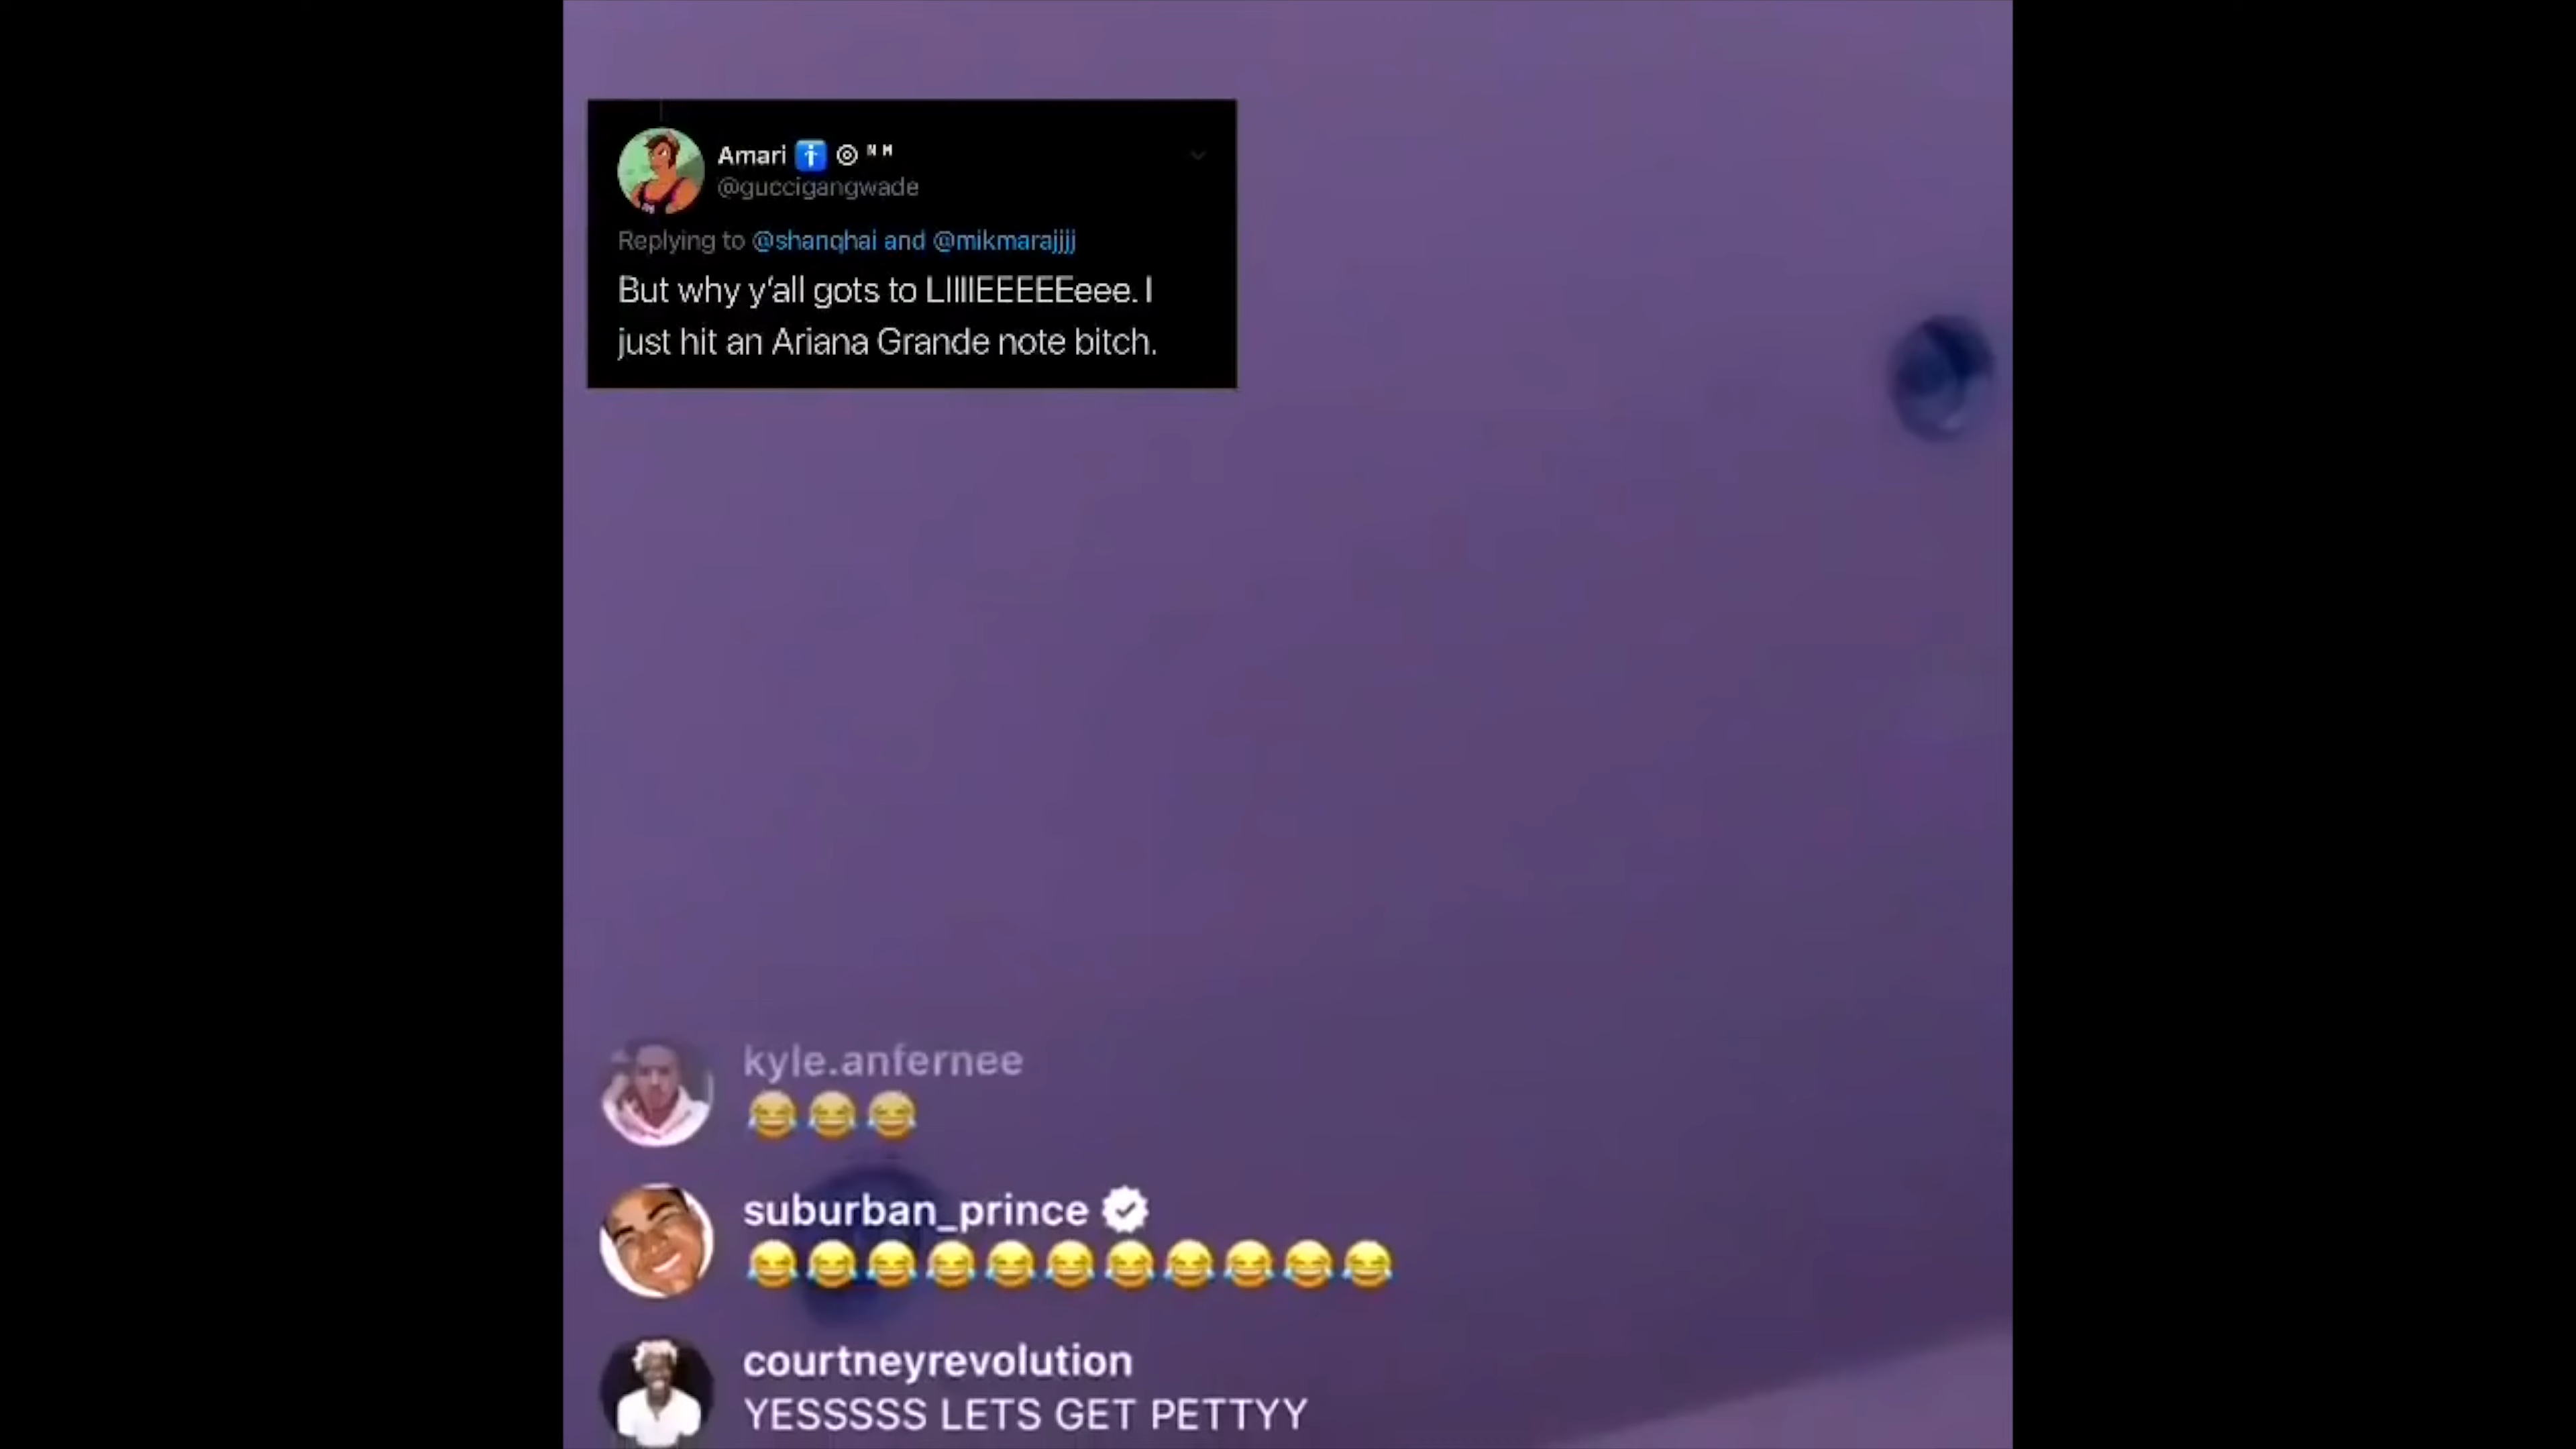 Amari ᴺ ᴹ
@guccigangwade
Replying to @shanqhai and @mikmarajjjj
But why y'all gots to LIIIIEEEEEeee. I
just hit an Ariana Grande note bitch.
kyle.anfernee
😂😂😂
suburban_prince
😂😂😂😂😂😂😂😂😂😂😂
courtneyrevolution
YESSSSS LETS GET PETTYY